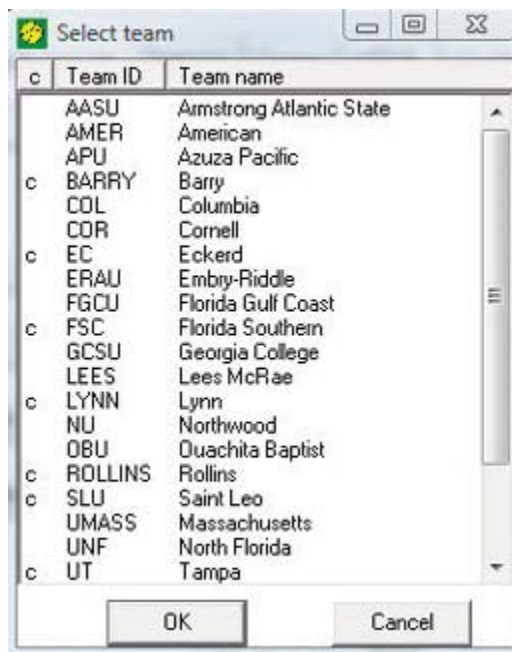 Select team
c Team ID Team name
AASU Armstrong Atlantic State
AMER American
APU Azuza Pacific
c BARRY Barry
COL Columbia
COR Cornell
c EC Eckerd
ERAU Embry-Riddle
FGCU Florida Gulf Coast
c FSC Florida Southern
GCSU Georgia College
LEES Lees McRae
c LYNN Lynn
NU Northwood
OBU Ouachita Baptist
c ROLLINS Rollins
c SLU Saint Leo
UMASS Massachusetts
UNF North Florida
c UT Tampa
OK Cancel